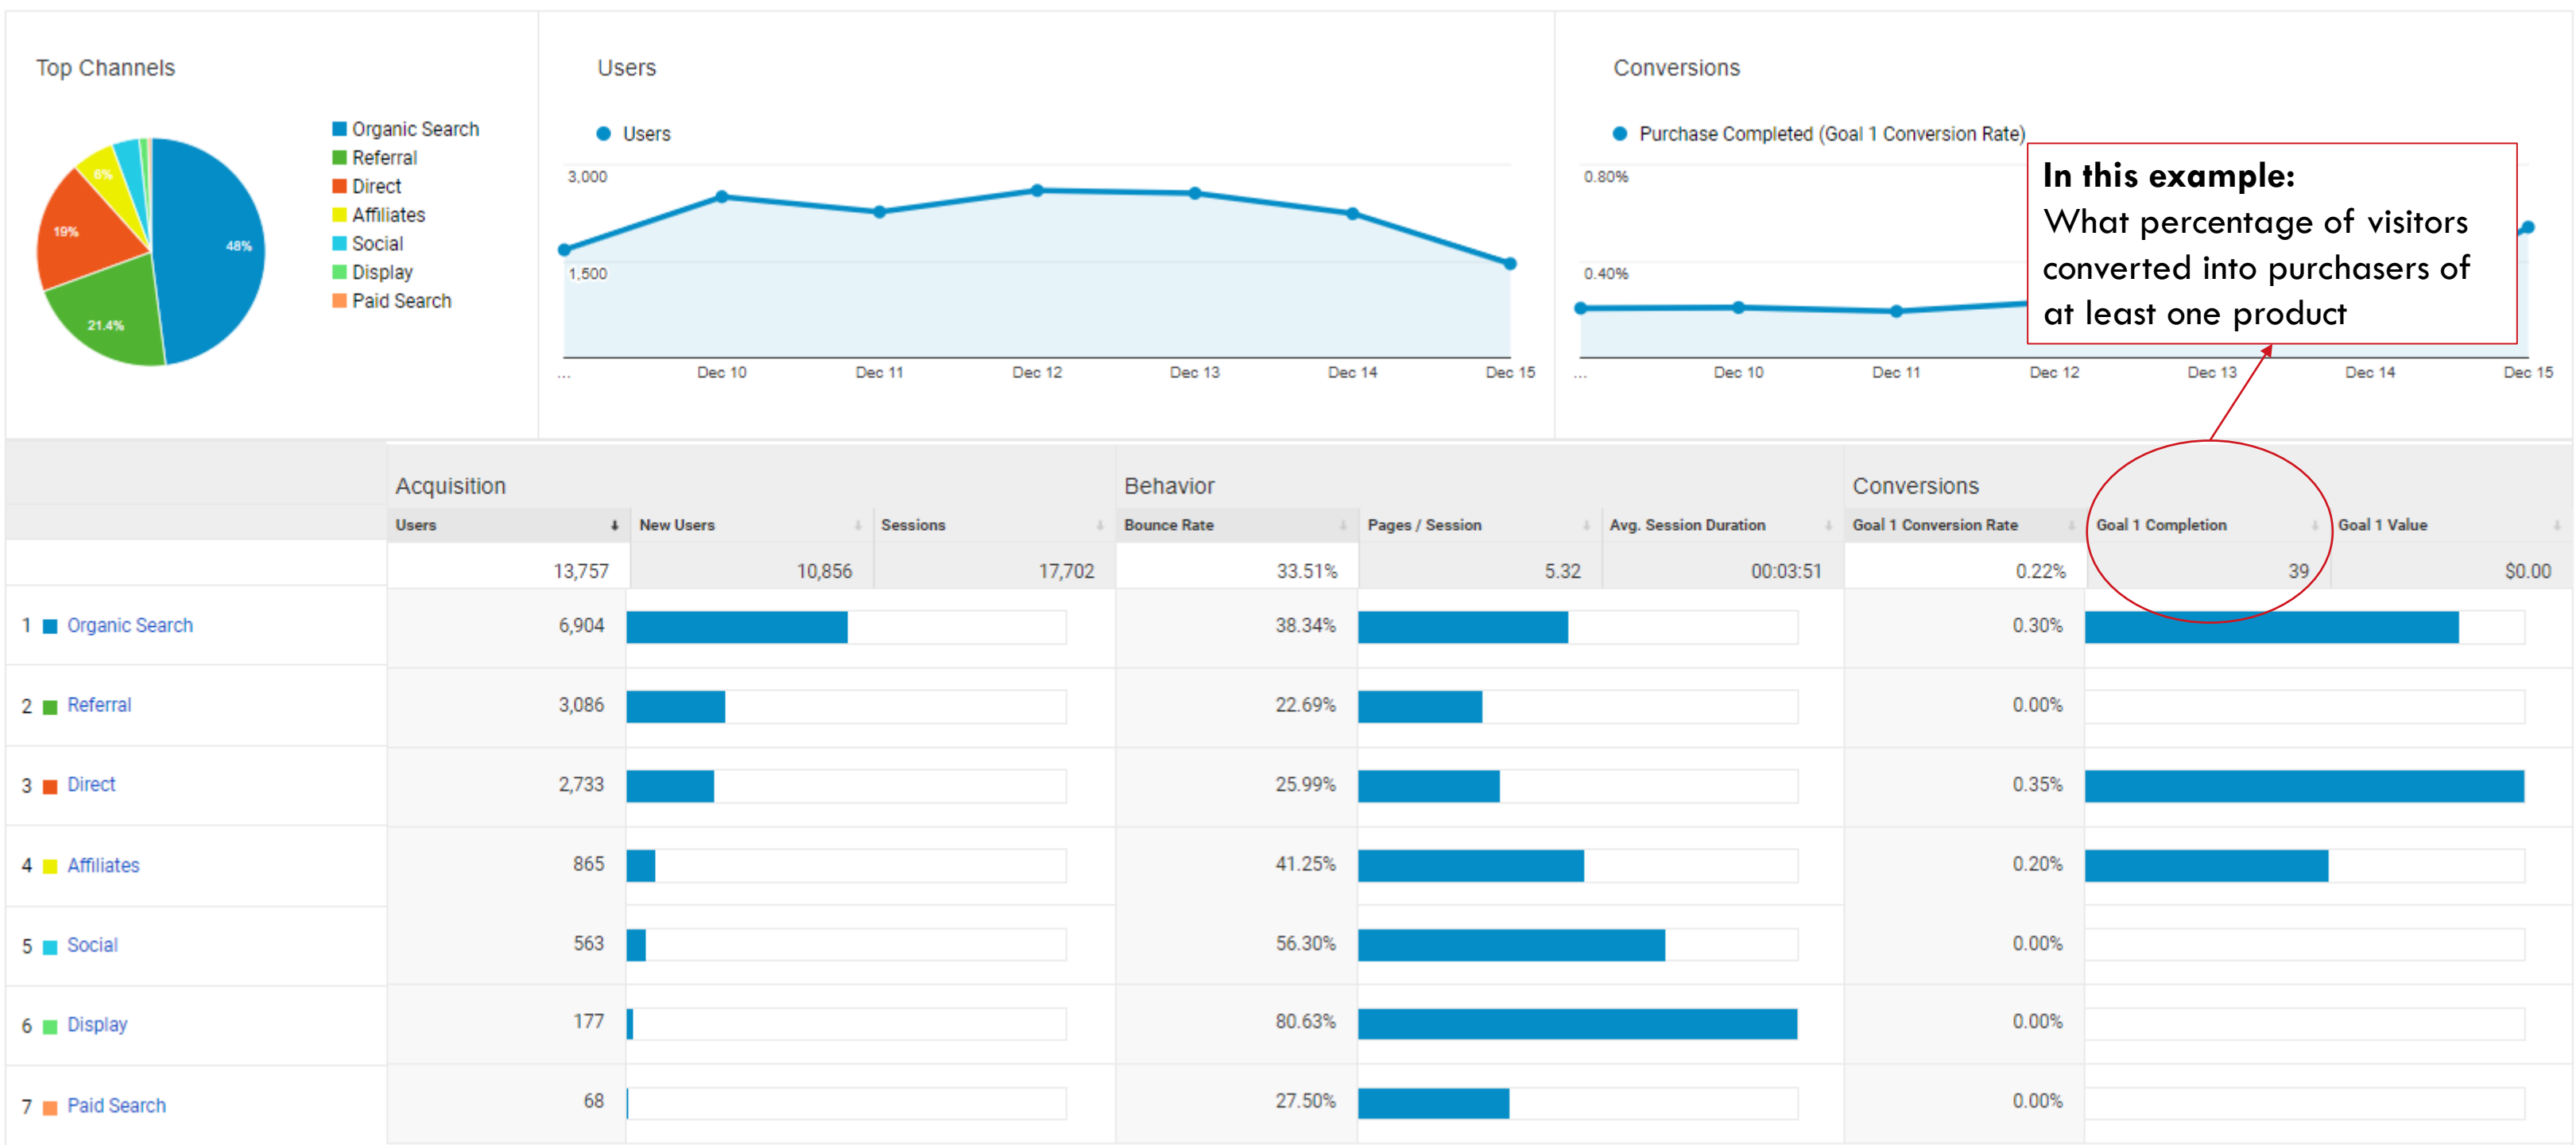 Top Channels
Organic Search
Referral
Direct
Affiliates
Social
Display
Paid Search
48%
21.4%
19%
6%
Users
Users
3,000
1,500
...
Dec 10
Dec 11
Dec 12
Dec 13
Dec 14
Dec 15
Conversions
Purchase Completed (Goal 1 Conversion Rate)
0.80%
0.40%
...
Dec 10
Dec 11
Dec 12
Dec 13
Dec 14
Dec 15
In this example:
What percentage of visitors
converted into purchasers of
at least one product
Acquisition Behavior Conversions
Users New Users Sessions Bounce Rate Pages / Session Avg. Session Duration Goal 1 Conversion Rate Goal 1 Completion Goal 1 Value
13,757 10,856 17,702 33.51% 5.32 00:03:51 0.22% 39 $0.00
1 Organic Search 6,904 38.34% 0.30%
2 Referral 3,086 22.69% 0.00%
3 Direct 2,733 25.99% 0.35%
4 Affiliates 865 41.25% 0.20%
5 Social 563 56.30% 0.00%
6 Display 177 80.63% 0.00%
7 Paid Search 68 27.50% 0.00%